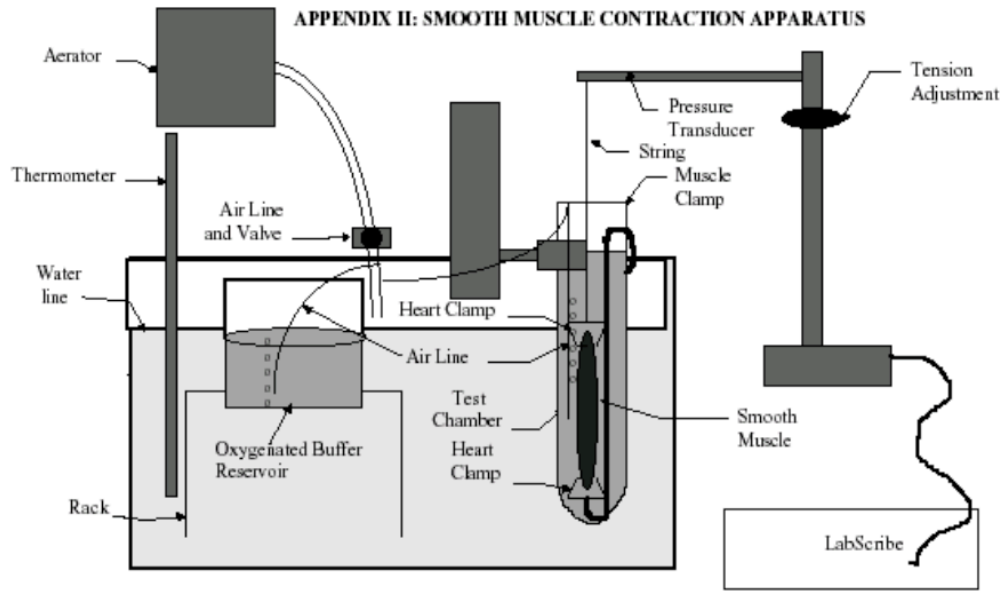 APPENDIX II: SMOOTH MUSCLE CONTRACTION APPARATUS
Aerator
Tension
Adjustment
Pressure
Transducer
String
Thermometer
Muscle
Clamp
Air Line
and Valve
Water
line
Heart Clamp
Air Line
Test
Chamber
Smooth
Muscle
Oxygenated Buffer
Reservoir
Heart
Clamp
Rack
LabScribe